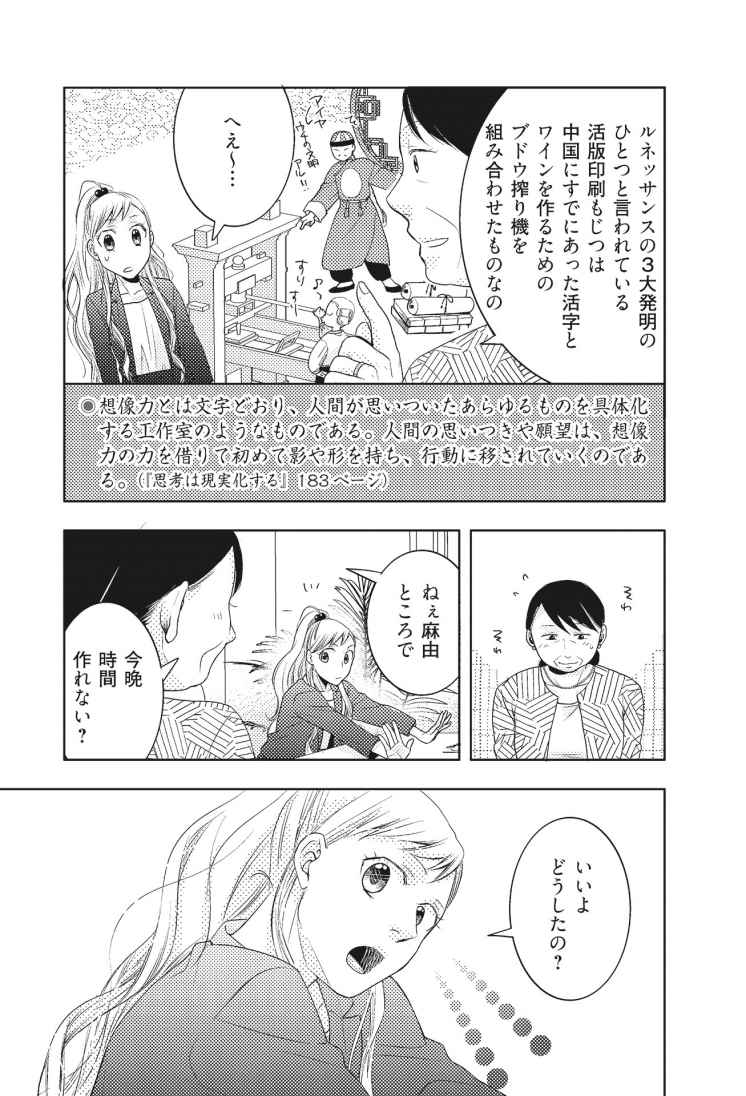 ルネッサンスの3大発明の
ひとつと言われている
活版印刷もじつは
中国にすでにあった活字と
ワインを作るための
ブドウ搾り機を
組み合わせたものなの
アイヤ
アル!!
へぇ〜…
すりすり
◉想像力とは文字どおり、人間が思いついたあらゆるものを具体化
する工作室のようなものである。人間の思いつきや願望は、想像
力の力を借りて初めて影や形を持ち、行動に移されていくのであ
る。(『思考は現実化する』183ページ)
ねぇ麻由
ところで
今晩
時間
作れない?
いいよ
どうしたの?